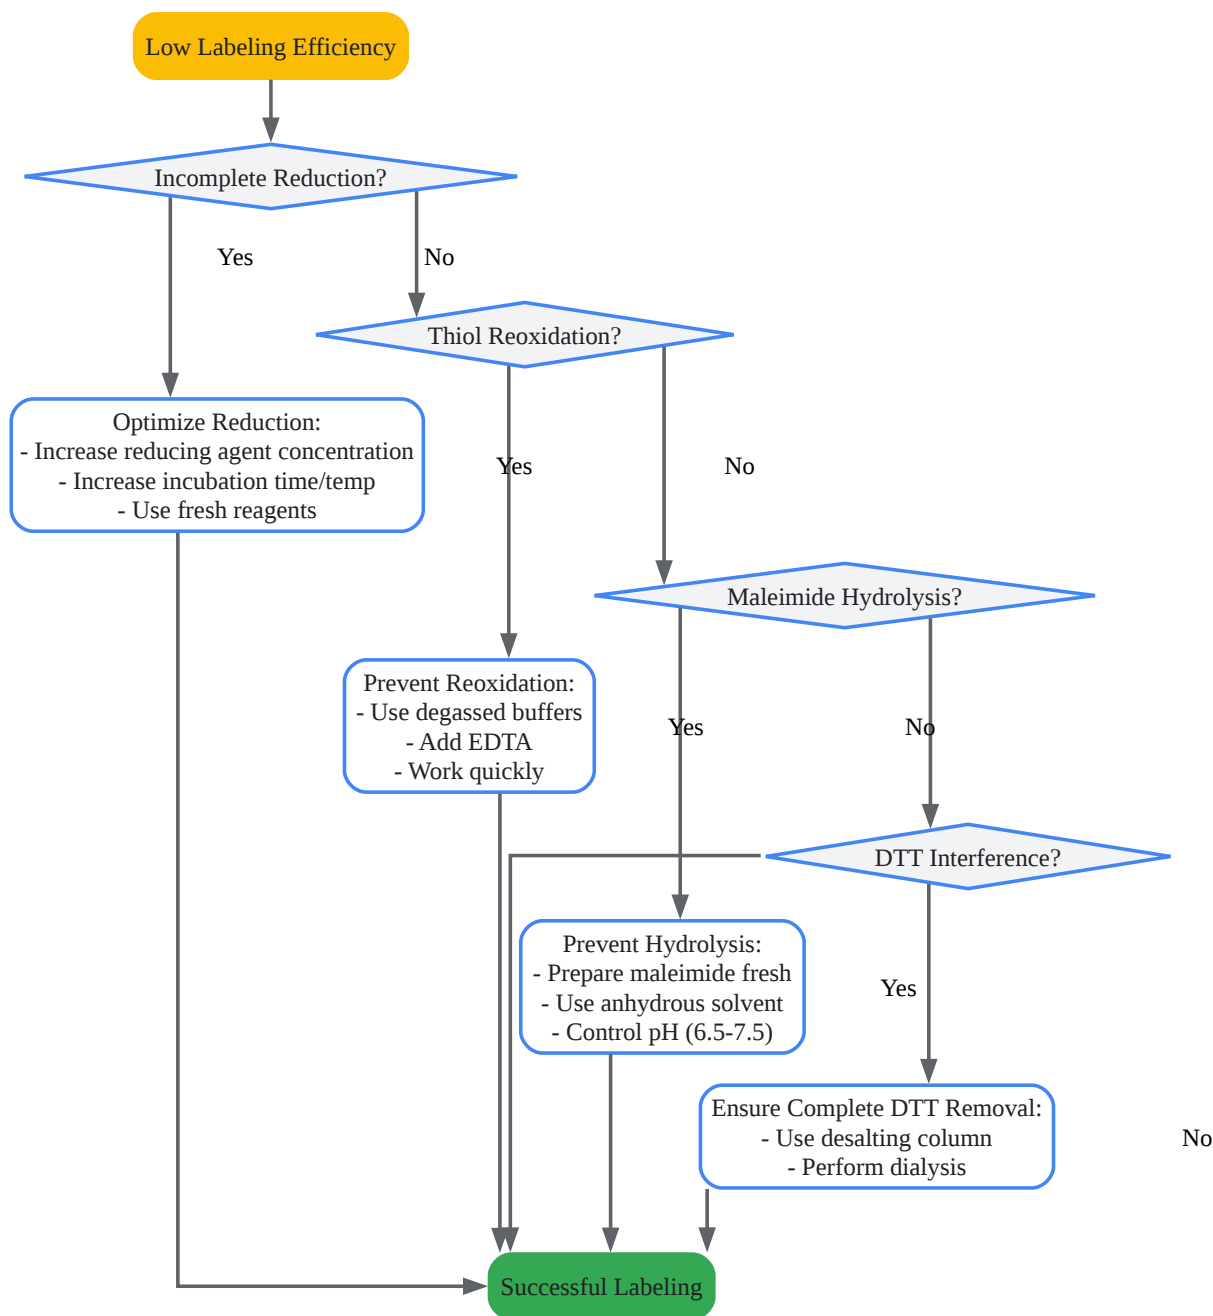 Low Labeling Efficiency
Incomplete Reduction?
Yes
No
Thiol Reoxidation?
Optimize Reduction:
- Increase reducing agent concentration
- Increase incubation time/temp
- Use fresh reagents
Yes
No
Maleimide Hydrolysis?
Prevent Reoxidation:
- Use degassed buffers
- Add EDTA
- Work quickly
Yes
No
DTT Interference?
Prevent Hydrolysis:
- Prepare maleimide fresh
- Use anhydrous solvent
- Control pH (6.5-7.5)
Yes
Ensure Complete DTT Removal:
- Use desalting column
- Perform dialysis
No
Successful Labeling